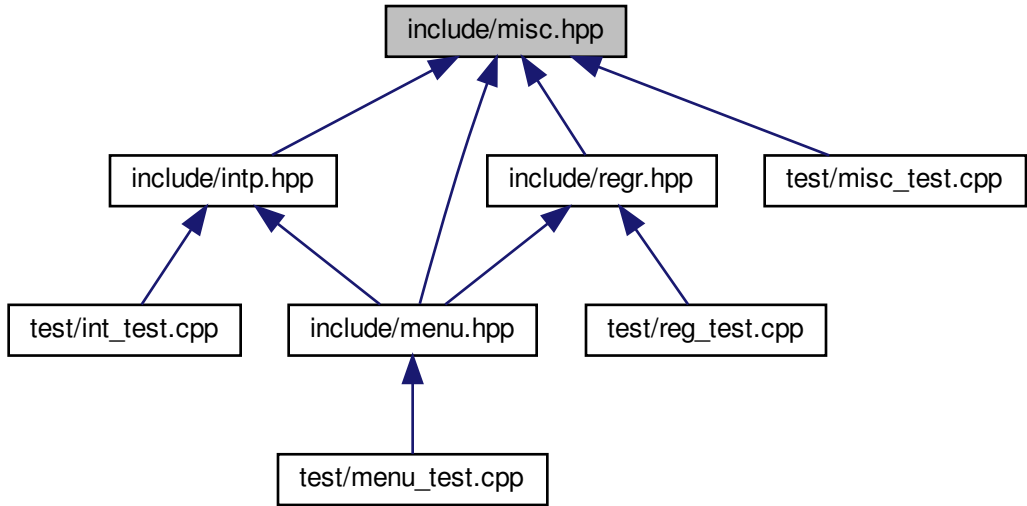 include/misc.hpp
include/intp.hpp
include/regr.hpp
test/misc_test.cpp
test/int_test.cpp
include/menu.hpp
test/reg_test.cpp
test/menu_test.cpp